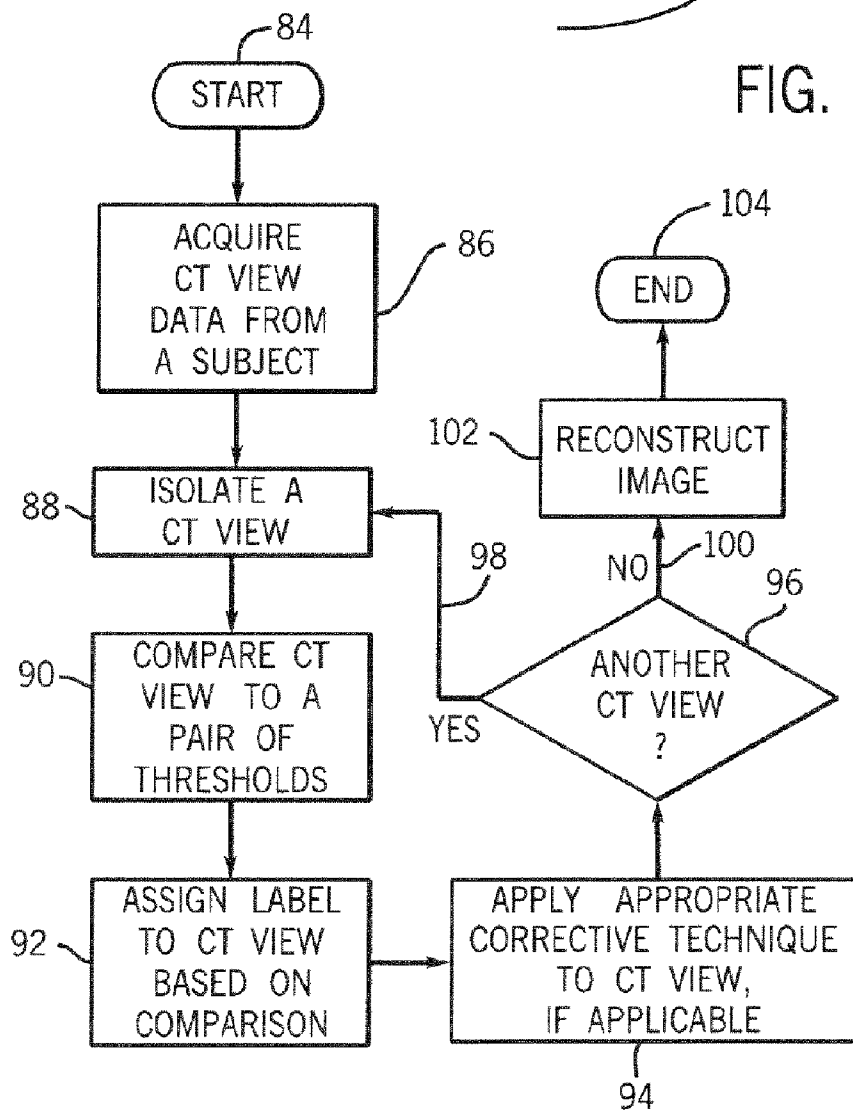 84
START
FIG.
ACQUIRE
CT VIEW
DATA FROM
A SUBJECT
86
88
ISOLATE A
CT VIEW
90
COMPARE CT
VIEW TO A
PAIR OF
THRESHOLDS
92
ASSIGN LABEL
TO CT VIEW
BASED ON
COMPARISON
APPLY APPROPRIATE
CORRECTIVE TECHNIQUE
TO CT VIEW,
IF APPLICABLE
94
ANOTHER
CT VIEW
?
96
YES
98
NO
100
102
RECONSTRUCT
IMAGE
104
END